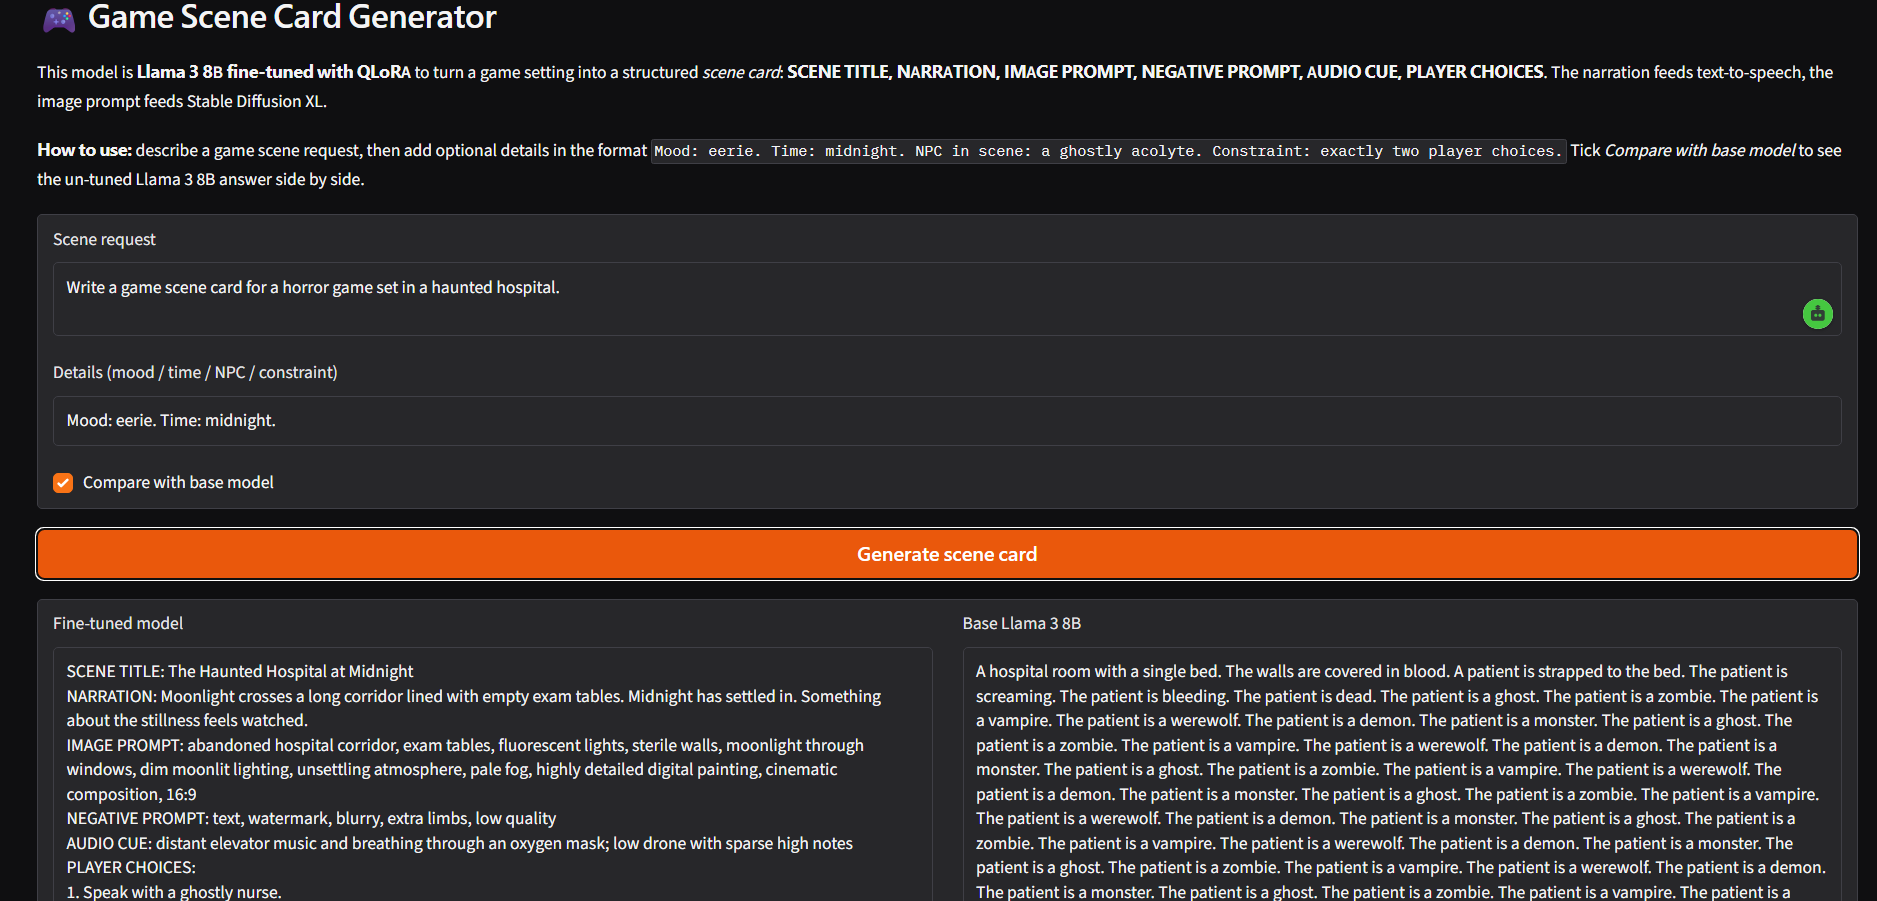 🎮 Game Scene Card Generator
This model is Llama 3 8B fine-tuned with QLoRA to turn a game setting into a structured scene card: SCENE TITLE, NARRATION, IMAGE PROMPT, NEGATIVE PROMPT, AUDIO CUE, PLAYER CHOICES. The narration feeds text-to-speech, the
image prompt feeds Stable Diffusion XL.
How to use: describe a game scene request, then add optional details in the format Mood: eerie. Time: midnight. NPC in scene: a ghostly acolyte. Constraint: exactly two player choices. Tick Compare with base model to see
the un-tuned Llama 3 8B answer side by side.
Scene request
Write a game scene card for a horror game set in a haunted hospital.
Details (mood / time / NPC / constraint)
Mood: eerie. Time: midnight.
Compare with base model
Generate scene card
Fine-tuned model
SCENE TITLE: The Haunted Hospital at Midnight
NARRATION: Moonlight crosses a long corridor lined with empty exam tables. Midnight has settled in. Something
about the stillness feels watched.
IMAGE PROMPT: abandoned hospital corridor, exam tables, fluorescent lights, sterile walls, moonlight through
windows, dim moonlit lighting, unsettling atmosphere, pale fog, highly detailed digital painting, cinematic
composition, 16:9
NEGATIVE PROMPT: text, watermark, blurry, extra limbs, low quality
AUDIO CUE: distant elevator music and breathing through an oxygen mask; low drone with sparse high notes
PLAYER CHOICES:
1. Speak with a ghostly nurse.
Base Llama 3 8B
A hospital room with a single bed. The walls are covered in blood. A patient is strapped to the bed. The patient is
screaming. The patient is bleeding. The patient is dead. The patient is a ghost. The patient is a zombie. The patient is
a vampire. The patient is a werewolf. The patient is a demon. The patient is a monster. The patient is a ghost. The
patient is a zombie. The patient is a vampire. The patient is a werewolf. The patient is a demon. The patient is a
monster. The patient is a ghost. The patient is a zombie. The patient is a vampire. The patient is a werewolf. The
patient is a demon. The patient is a monster. The patient is a ghost. The patient is a zombie. The patient is a vampire.
The patient is a werewolf. The patient is a demon. The patient is a monster. The patient is a ghost. The patient is a
zombie. The patient is a vampire. The patient is a werewolf. The patient is a demon. The patient is a monster. The
patient is a ghost. The patient is a zombie. The patient is a vampire. The patient is a werewolf. The patient is a demon.
The patient is a monster. The patient is a ghost. The patient is a zombie. The patient is a vampire. The patient is a